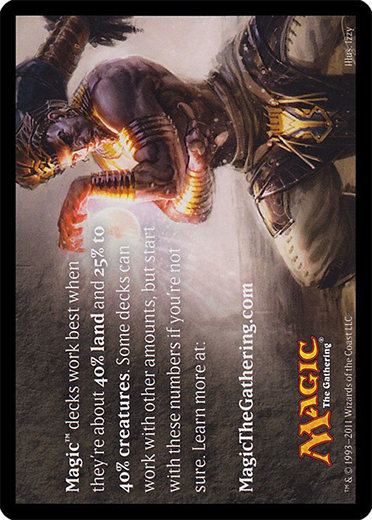 Magic™ decks work best when
they're about 40% land and 25% to
40% creatures. Some decks can
work with other amounts, but start
with these numbers if you're not
sure. Learn more at:
MagicTheGathering.com
MAGIC
The Gathering®
™ & © 1993–2011 Wizards of the Coast LLC
Illus. Izzy